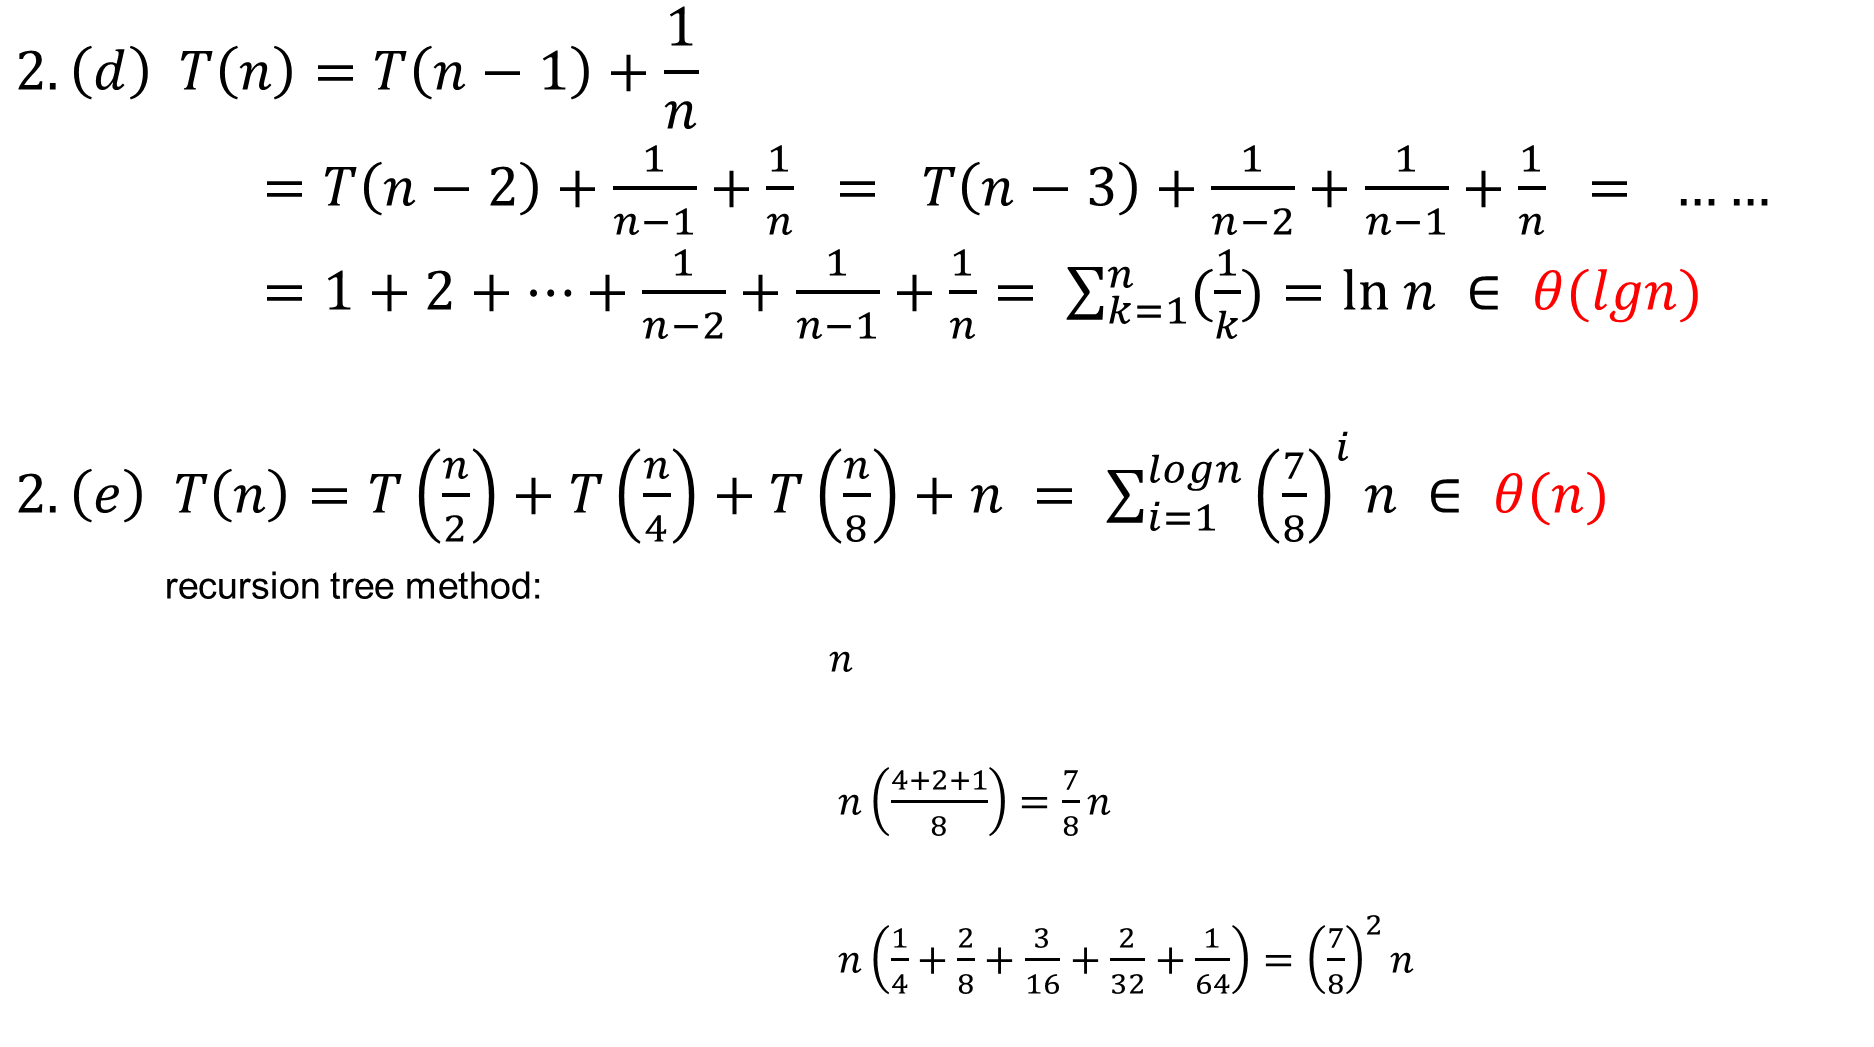 2. (d) T(n) = T(n − 1) + 1/n
= T(n − 2) + 1/(n−1) + 1/n = T(n − 3) + 1/(n−2) + 1/(n−1) + 1/n = … …
= 1 + 2 + ⋯ + 1/(n−2) + 1/(n−1) + 1/n = ∑_{k=1}^{n} (1/k) = ln n ∈ θ(lgn)
2. (e) T(n) = T(n/2) + T(n/4) + T(n/8) + n = ∑_{i=1}^{logn} (7/8)^i n ∈ θ(n)
recursion tree method:
n
n((4+2+1)/8) = 7/8 n
n(1/4 + 2/8 + 3/16 + 2/32 + 1/64) = (7/8)^2 n